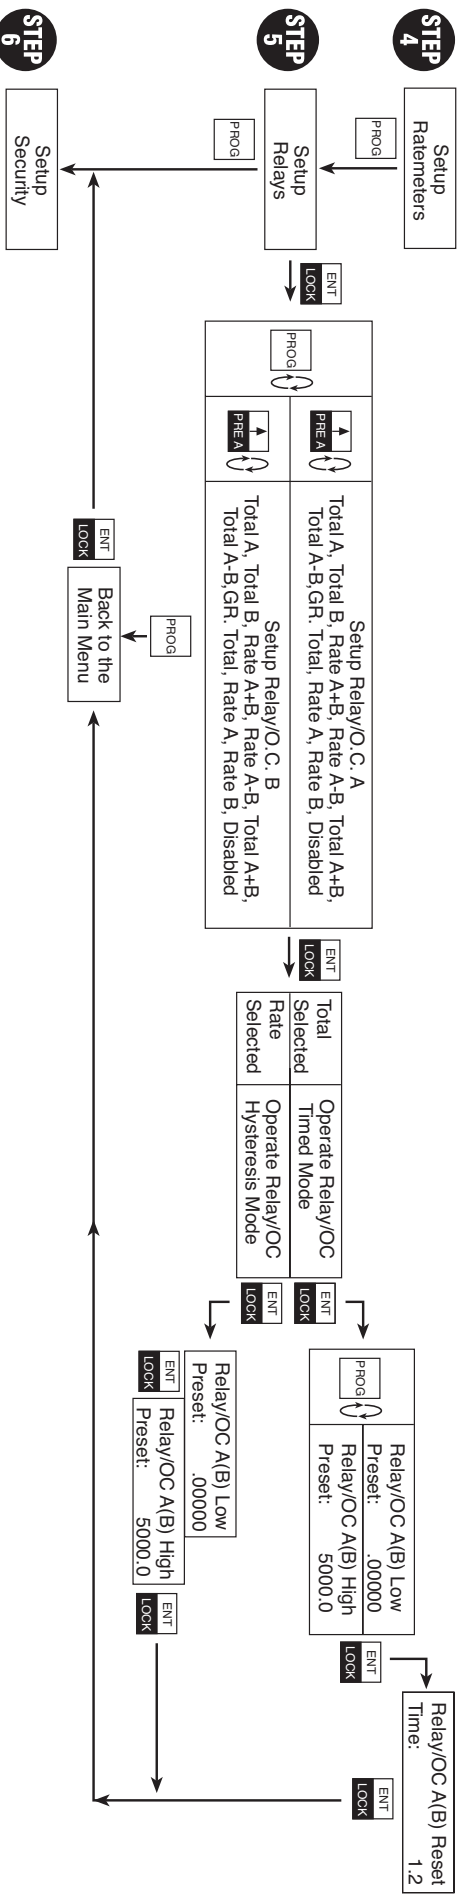 STEP
4
Setup
Ratemeters
PROG
STEP
5
Setup
Relays
PROG
ENT
LOCK
PROG
PRE A
Setup Relay/O.C. A
Total A, Total B, Rate A+B, Rate A-B, Total A+B,
Total A-B,GR. Total, Rate A, Rate B, Disabled
PRE A
Setup Relay/O.C. B
Total A, Total B, Rate A+B, Rate A-B, Total A+B,
Total A-B,GR. Total, Rate A, Rate B, Disabled
ENT
LOCK
Total
Selected
Operate Relay/OC
Timed Mode
Rate
Selected
Operate Relay/OC
Hysteresis Mode
ENT
LOCK
ENT
LOCK
PROG
Relay/OC A(B) Low
Preset: .00000
Relay/OC A(B) High
Preset: 5000.0
ENT
LOCK
Relay/OC A(B) Reset
Time: 1.2
ENT
LOCK
Relay/OC A(B) Low
Preset: .00000
ENT
LOCK
Relay/OC A(B) High
Preset: 5000.0
ENT
LOCK
PROG
Back to the
Main Menu
ENT
LOCK
STEP
6
Setup
Security